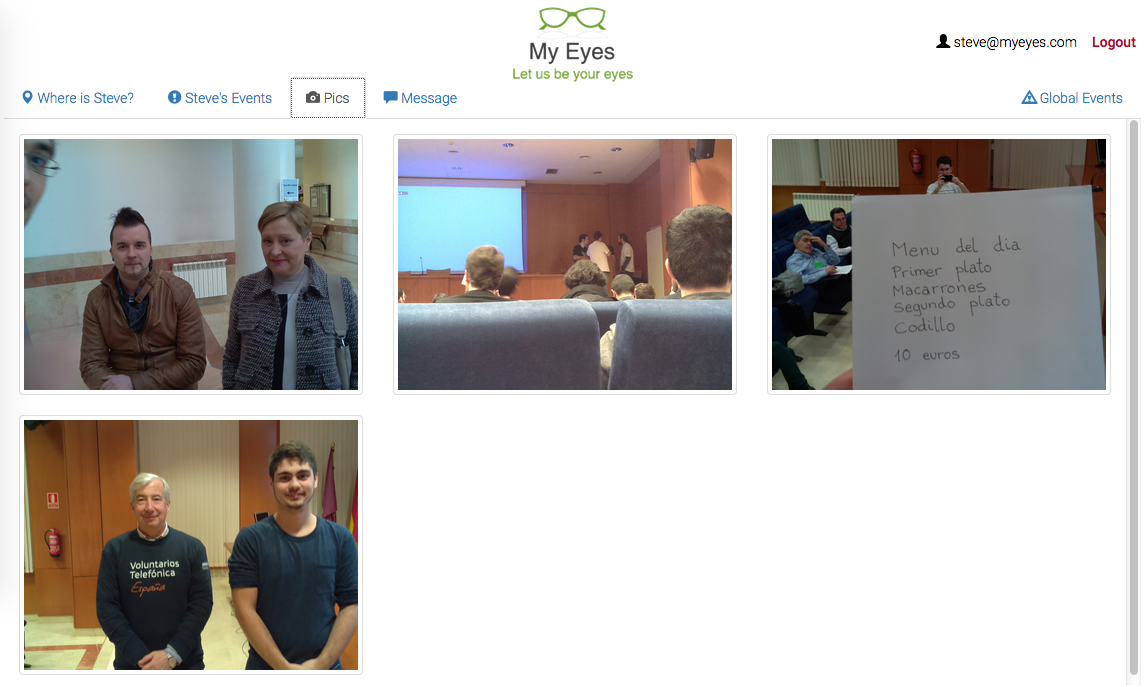 My Eyes
Let us be your eyes
steve@myeyes.com
Logout
Where is Steve?
Steve's Events
Pics
Message
Global Events
Menu del dia
Primer plato
Macarrones
Segundo plato
Codillo
10 euros
Voluntarios
Telefónica
España